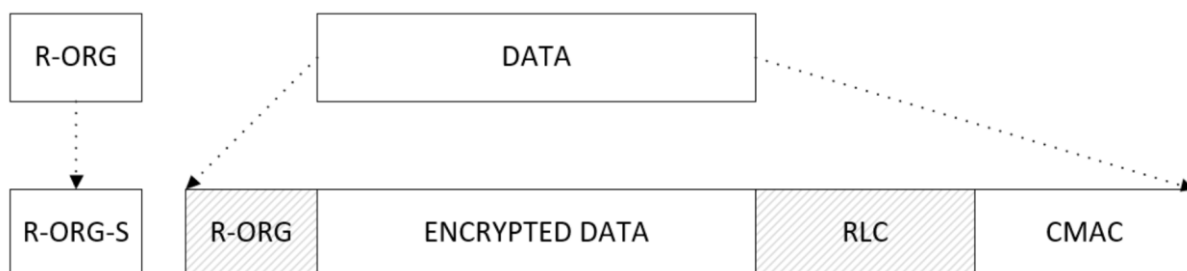 R-ORG
DATA
R-ORG-S
R-ORG
ENCRYPTED DATA
RLC
CMAC